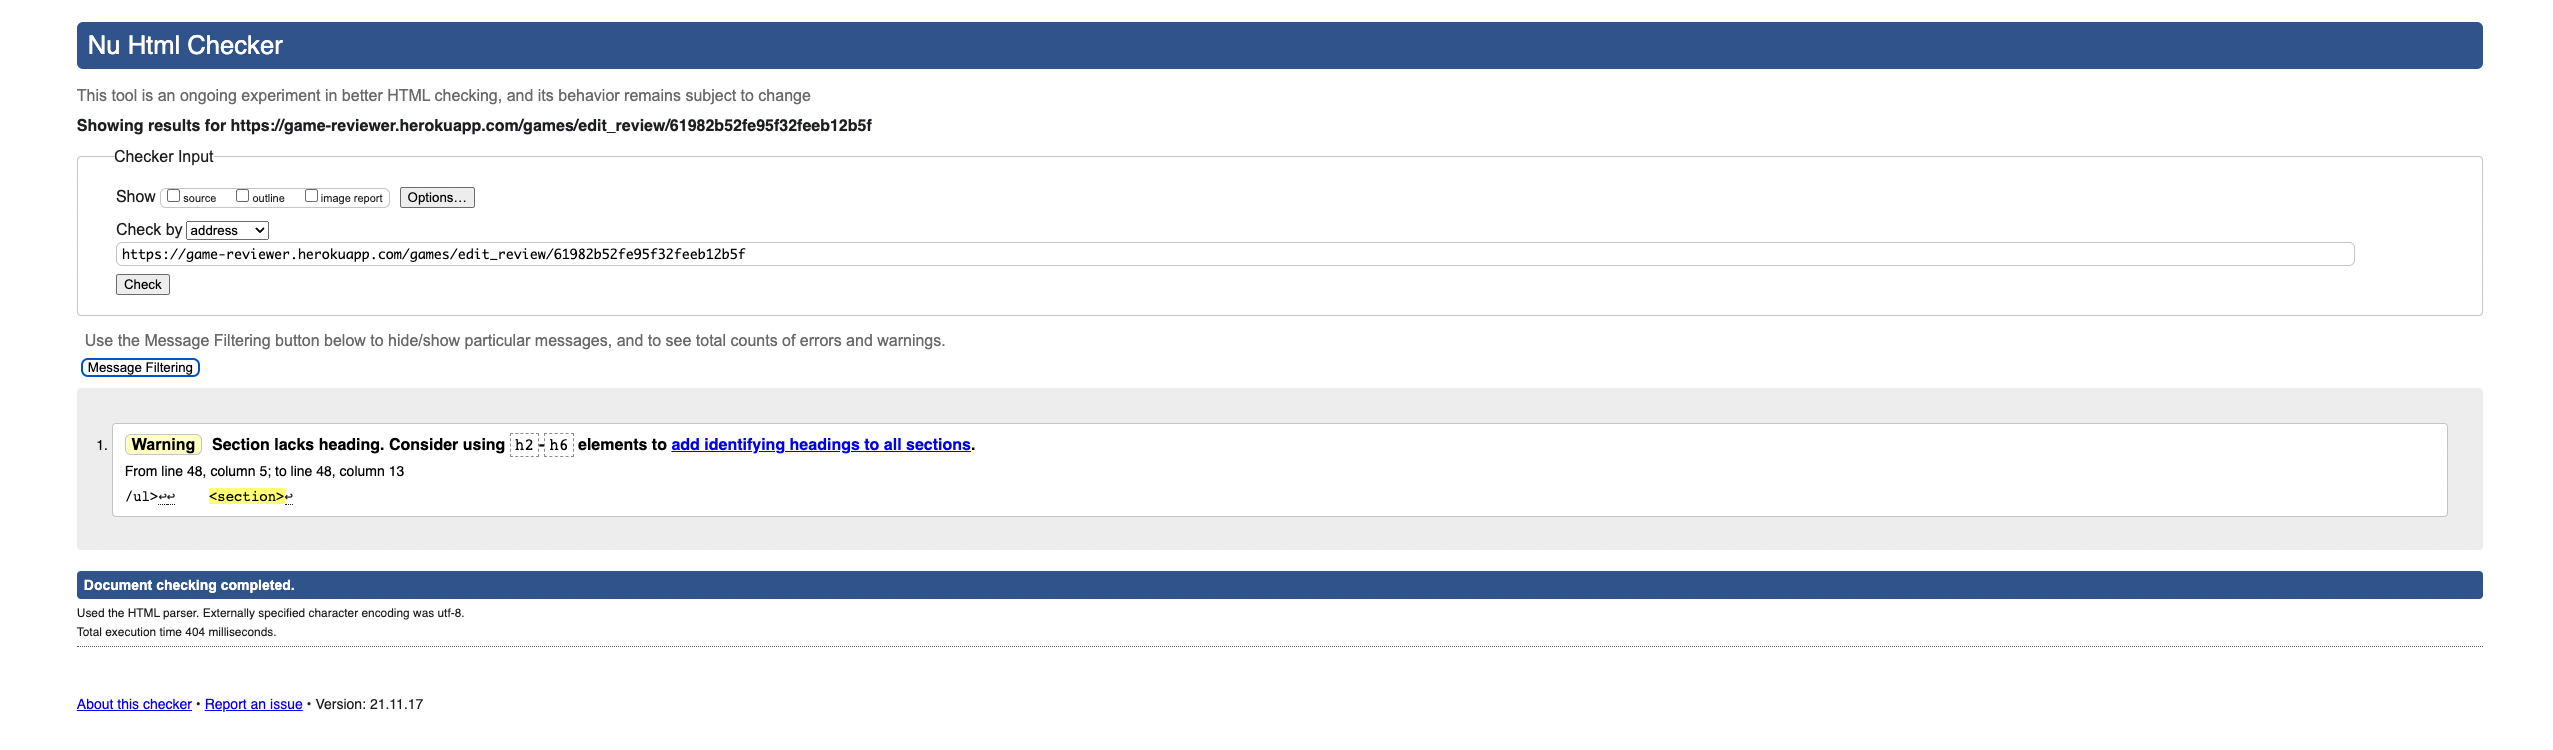 Nu Html Checker
This tool is an ongoing experiment in better HTML checking, and its behavior remains subject to change
Showing results for https://game-reviewer.herokuapp.com/games/edit_review/61982b52fe95f32feeb12b5f
Checker Input
Show source outline image report Options…
Check by address
https://game-reviewer.herokuapp.com/games/edit_review/61982b52fe95f32feeb12b5f
Check
Use the Message Filtering button below to hide/show particular messages, and to see total counts of errors and warnings.
Message Filtering
1. Warning Section lacks heading. Consider using h2-h6 elements to add identifying headings to all sections.
From line 48, column 5; to line 48, column 13
/ul>↩↩ <section>↩
Document checking completed.
Used the HTML parser. Externally specified character encoding was utf-8.
Total execution time 404 milliseconds.
About this checker • Report an issue • Version: 21.11.17